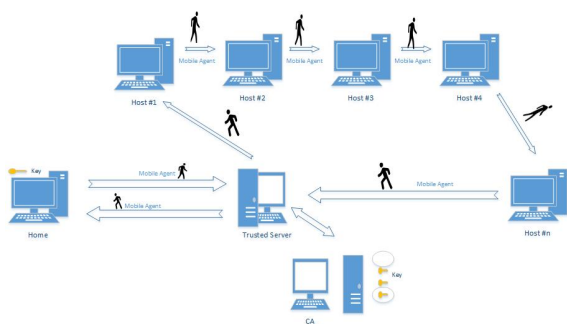 Mobile Agent
Mobile Agent
Mobile Agent
Host #1
Host #2
Host #3
Host #4
Key
Mobile Agent
Mobile Agent
Mobile Agent
Home
Trusted Server
Host #n
Key
CA